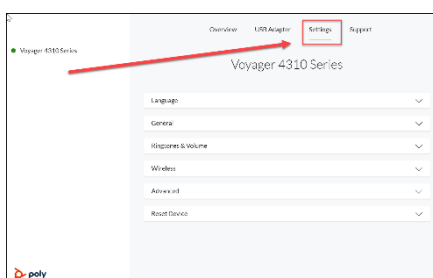 Overview USB Adapter Settings Support
Voyager 4310 Series
Voyager 4310 Series
Language
General
Ringtones & Volume
Wireless
Advanced
Reset Device
poly